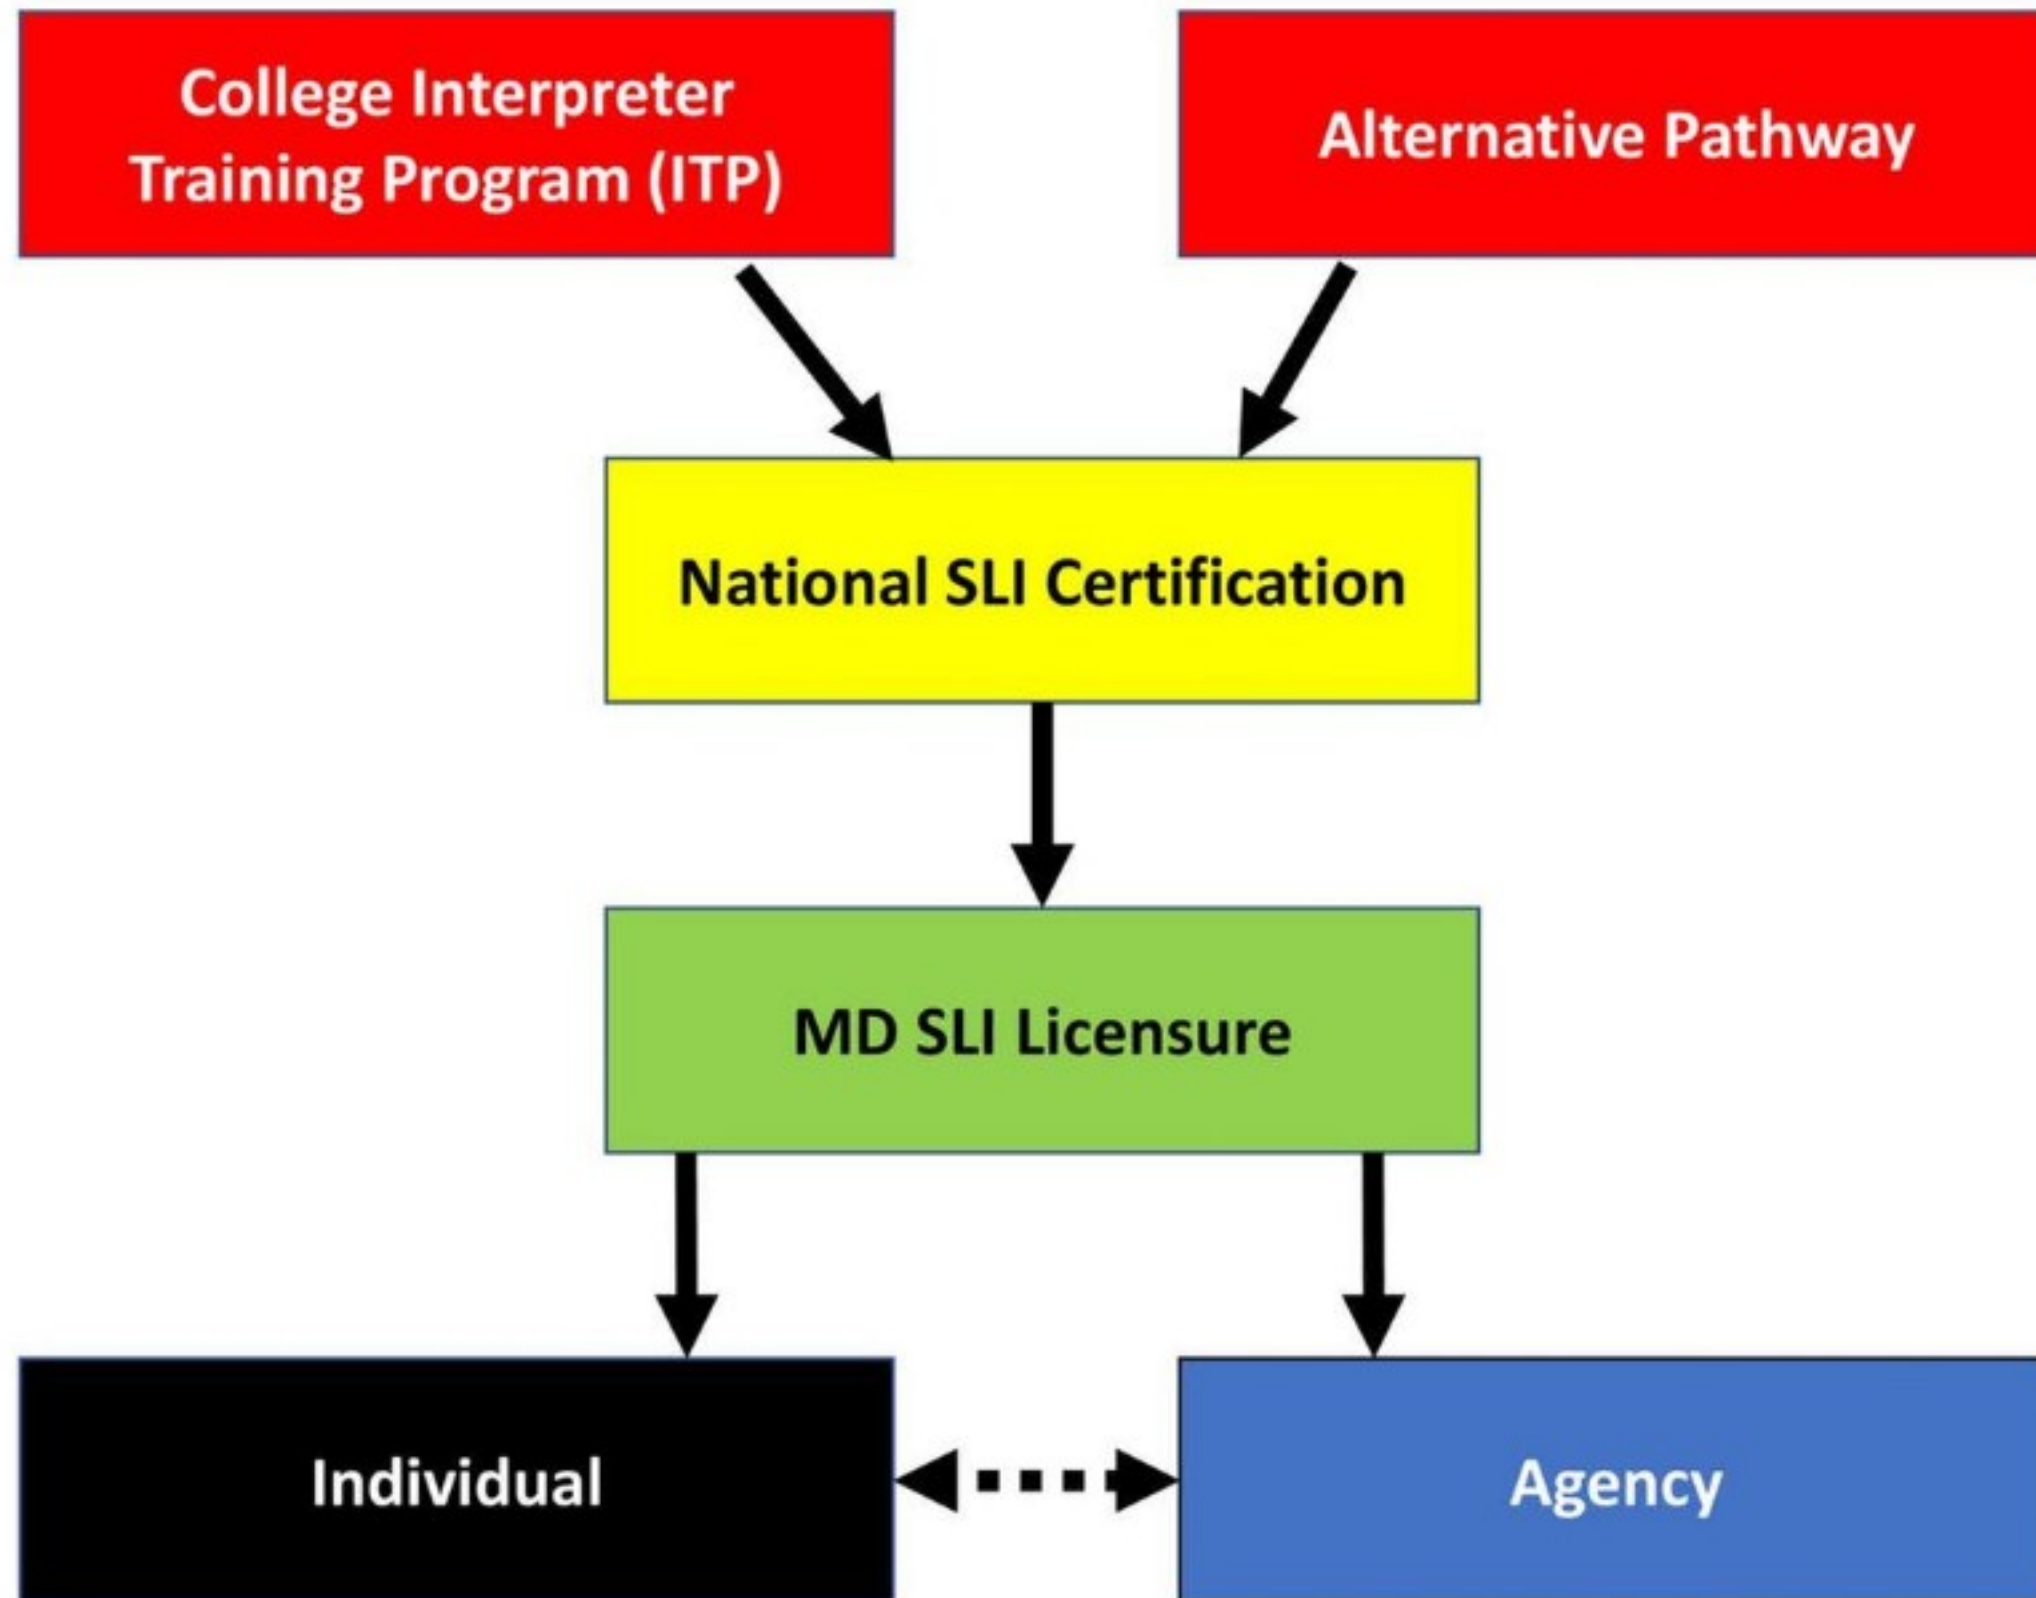 College Interpreter
Training Program (ITP)
Alternative Pathway
National SLI Certification
MD SLI Licensure
Individual
Agency